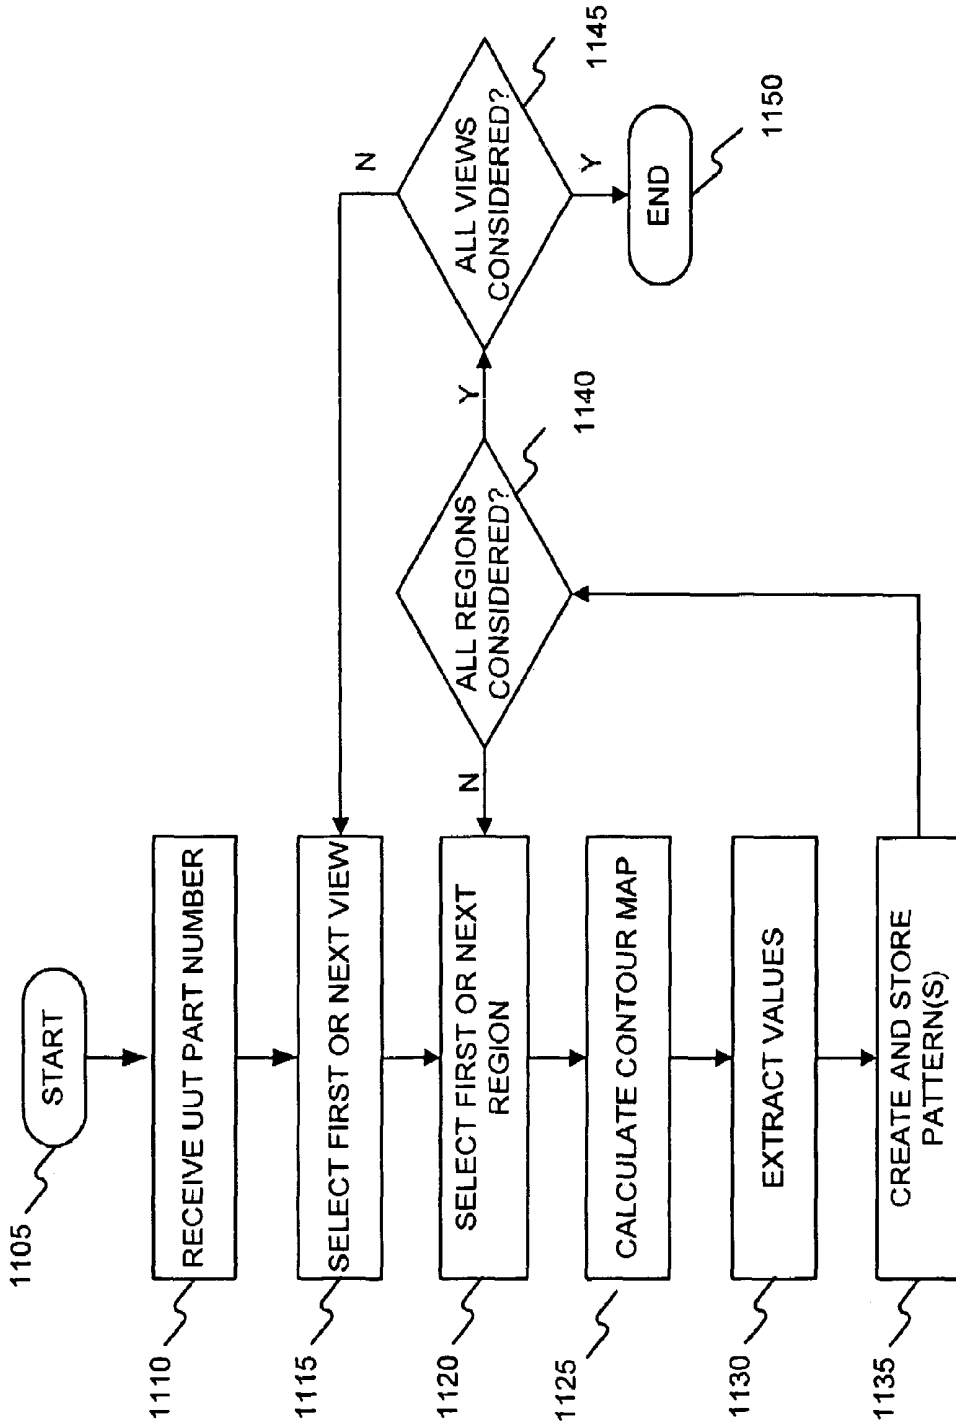 1105
START
1110
RECEIVE UUT PART NUMBER
1115
SELECT FIRST OR NEXT VIEW
1120
SELECT FIRST OR NEXT
REGION
1125
CALCULATE CONTOUR MAP
1130
EXTRACT VALUES
1135
CREATE AND STORE
PATTERN(S)
N
ALL REGIONS
CONSIDERED?
1140
Y
N
ALL VIEWS
CONSIDERED?
1145
Y
END
1150